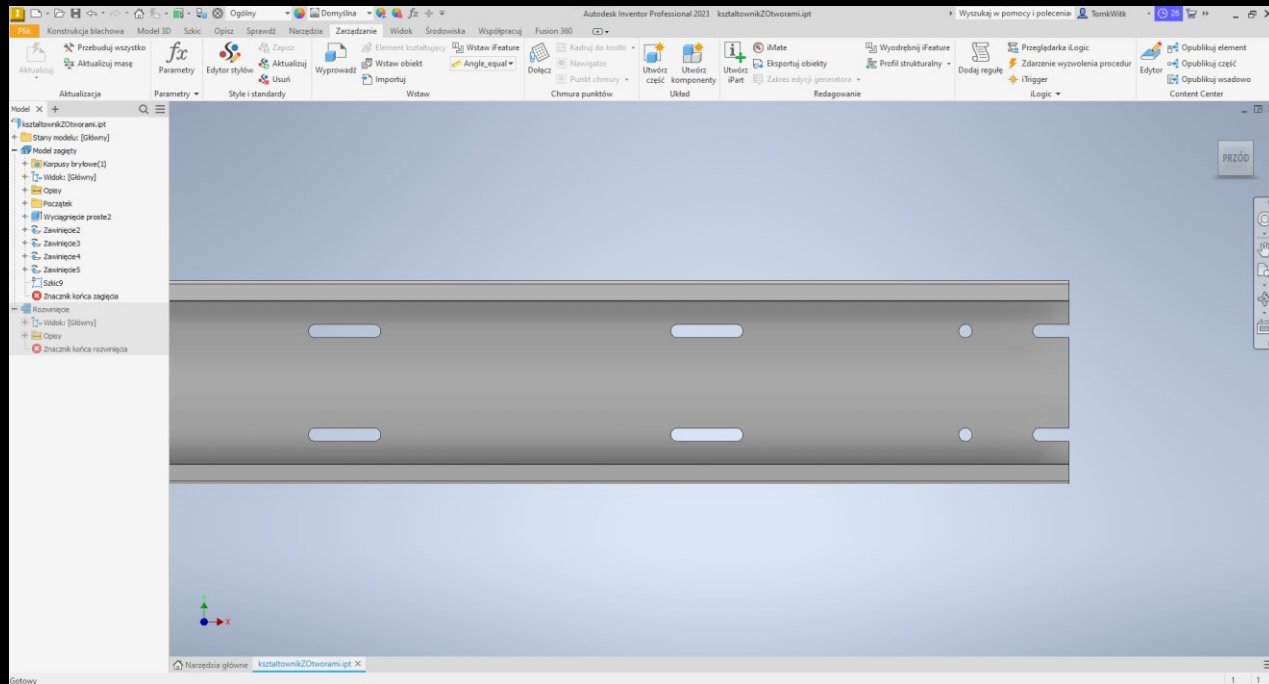 Ogólny Domyślna Autodesk Inventor Professional 2023 ksztaltownikZOtworami.ipt Wyszukaj w pomocy i polecenia TomkWitk 26
Plik Konstrukcja blachowa Model 3D Szkic Opisz Sprawdź Narzędzia Zarządzanie Widok Środowiska Współpracuj Fusion 360
Aktualizuj
Przebuduj wszystko
Aktualizuj masę
Aktualizacja
fx
Parametry
Parametry
Edytor stylów
Zapisz
Aktualizuj
Usuń
Style i standardy
Wyprowadź
Element kształtujący
Wstaw obiekt
Importuj
Wstaw iFeature
Angle_equal
Wstaw
Dołącz
Kadruj do kostki
Nawigator
Punkt chmury
Chmura punktów
Utwórz część
Utwórz komponenty
Układ
Utwórz iPart
iMate
Eksportuj obiekty
Zakres edycji generatora
Wyodrębnij iFeature
Profil strukturalny
Redagowanie
Dodaj regułę
Przeglądarka iLogic
Zdarzenie wyzwolenia procedur
iTrigger
iLogic
Edytor
Opublikuj element
Opublikuj część
Opublikuj wsadowo
Content Center
Model
ksztaltownikZOtworami.ipt
Stany modelu: [Główny]
Model zagięty
Korpusy bryłowe(1)
Widok: [Główny]
Opisy
Początek
Wyciągnięcie proste2
Zawinięcie2
Zawinięcie3
Zawinięcie4
Zawinięcie5
Szkic9
Znacznik końca zagięcia
Rozwinięcie
Widok: [Główny]
Opisy
Znacznik końca rozwinięcia
PRZÓD
Y
X
Narzędzia główne ksztaltownikZOtworami.ipt
Gotowy 1 1